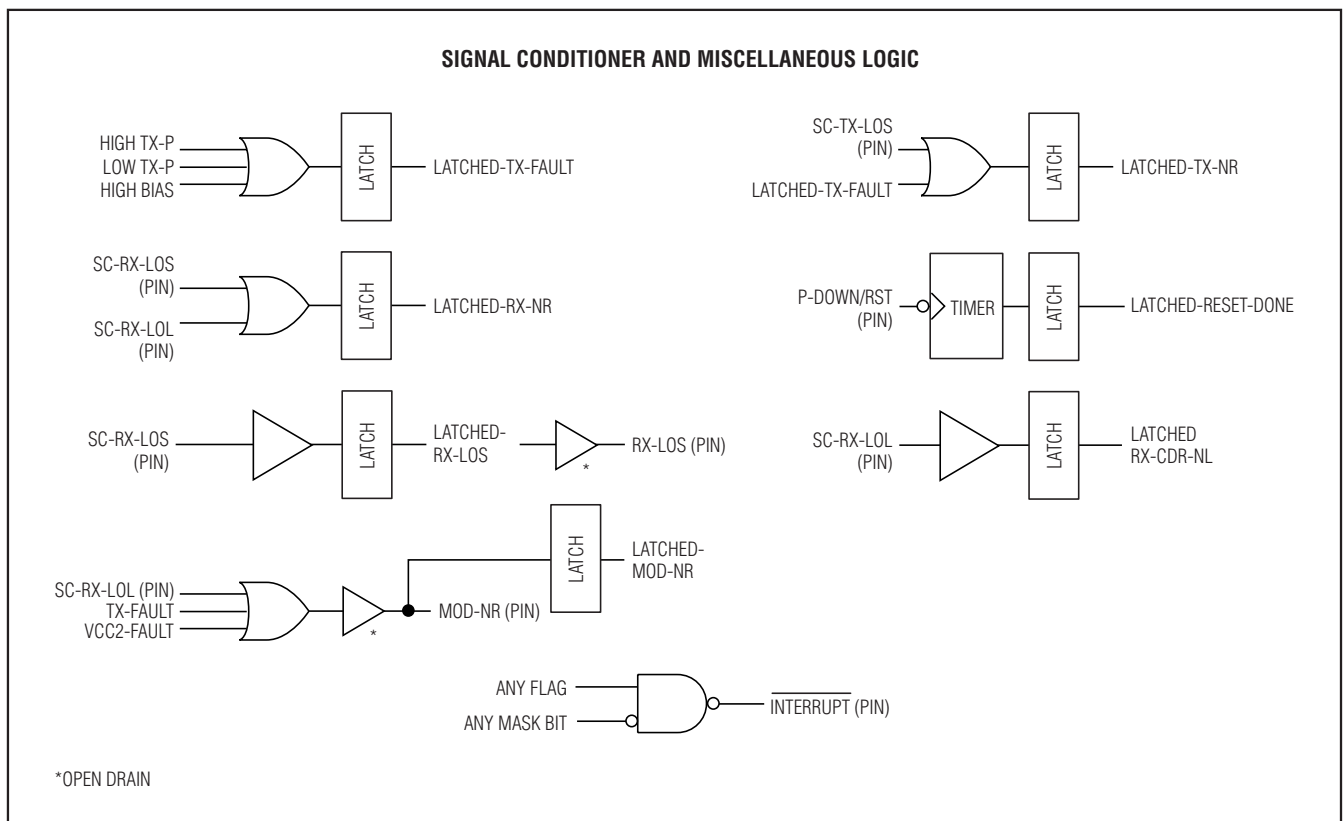 SIGNAL CONDITIONER AND MISCELLANEOUS LOGIC
HIGH TX-P
LOW TX-P
HIGH BIAS
LATCH
LATCHED-TX-FAULT
SC-TX-LOS
(PIN)
LATCHED-TX-FAULT
LATCH
LATCHED-TX-NR
SC-RX-LOS
(PIN)
SC-RX-LOL
(PIN)
LATCH
LATCHED-RX-NR
P-DOWN/RST
(PIN)
TIMER
LATCH
LATCHED-RESET-DONE
SC-RX-LOS
(PIN)
LATCH
LATCHED-
RX-LOS
*
RX-LOS (PIN)
SC-RX-LOL
(PIN)
LATCH
LATCHED
RX-CDR-NL
SC-RX-LOL (PIN)
TX-FAULT
VCC2-FAULT
*
MOD-NR (PIN)
LATCH
LATCHED-
MOD-NR
ANY FLAG
ANY MASK BIT
INTERRUPT (PIN)
*OPEN DRAIN